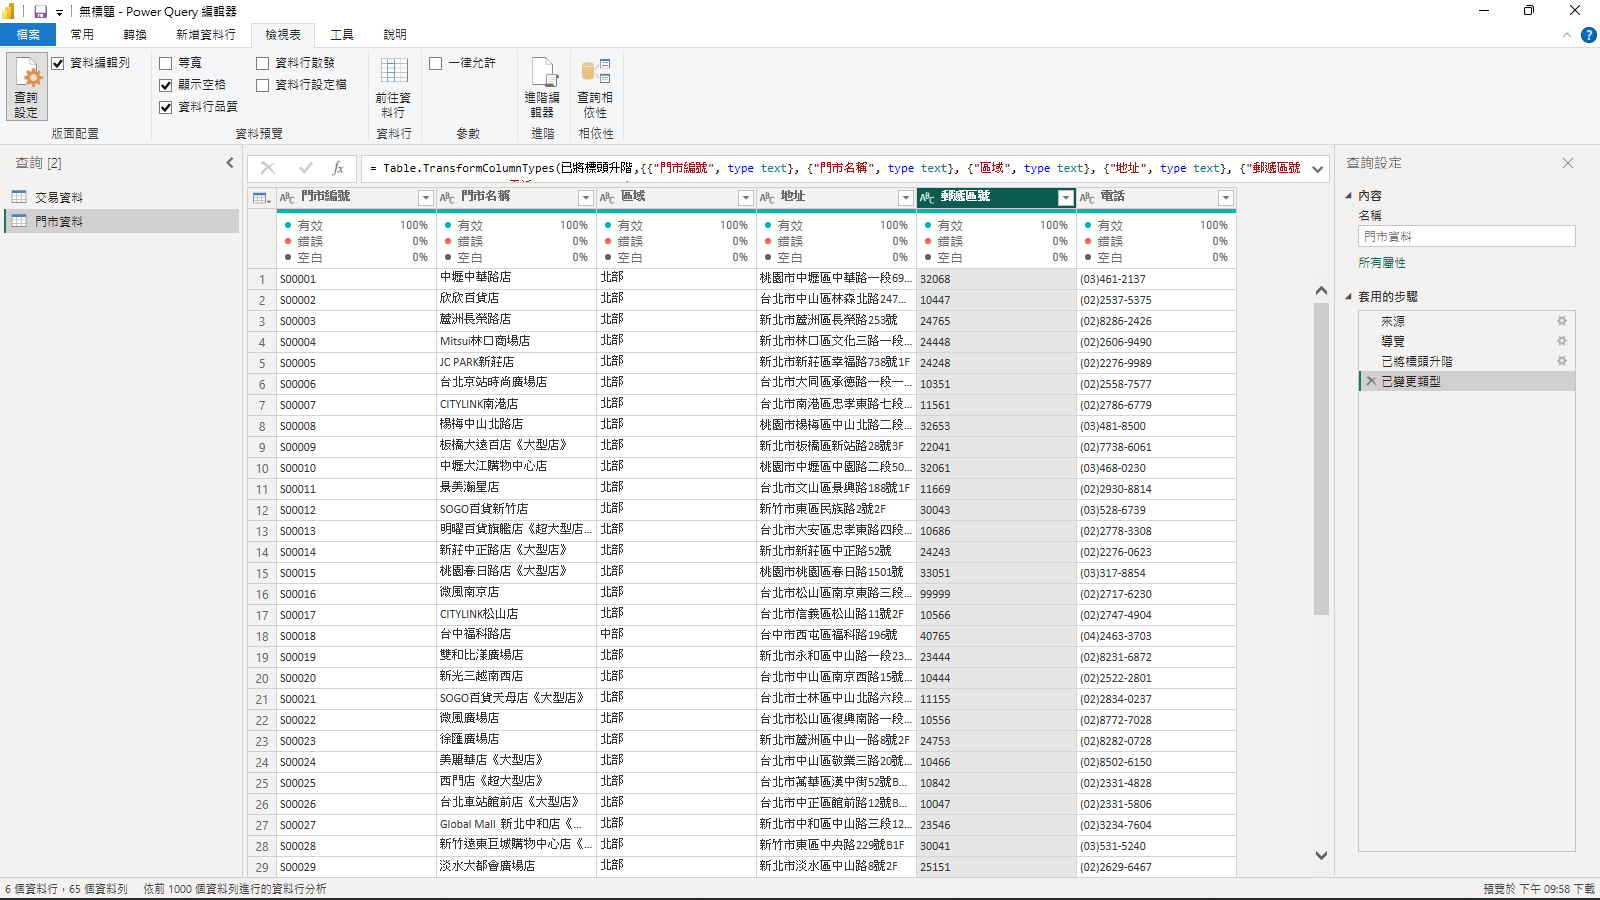 無標題 - Power Query 編輯器
檔案 常用 轉換 新增資料行 檢視表 工具 說明
查詢設定
資料編輯列
版面配置
等寬
顯示空格
資料行品質
資料行散發
資料行設定檔
資料預覽
前往資料行
資料行
一律允許
參數
進階編輯器
進階
查詢相依性
相依性
查詢 [2]
交易資料
門市資料
= Table.TransformColumnTypes(已將標頭升階,{{"門市編號", type text}, {"門市名稱", type text}, {"區域", type text}, {"地址", type text}, {"郵遞區號
門市編號 門市名稱 區域 地址 郵遞區號 電話
有效 100% 有效 100% 有效 100% 有效 100% 有效 100% 有效 100%
錯誤 0% 錯誤 0% 錯誤 0% 錯誤 0% 錯誤 0% 錯誤 0%
空白 0% 空白 0% 空白 0% 空白 0% 空白 0% 空白 0%
1 S00001 中壢中華路店 北部 桃園市中壢區中華路一段69... 32068 (03)461-2137
2 S00002 欣欣百貨店 北部 台北市中山區林森北路247... 10447 (02)2537-5375
3 S00003 蘆洲長榮路店 北部 新北市蘆洲區長榮路253號 24765 (02)8286-2426
4 S00004 Mitsui林口商場店 北部 新北市林口區文化三路一段... 24448 (02)2606-9490
5 S00005 JC PARK新莊店 北部 新北市新莊區幸福路738號1F 24248 (02)2276-9989
6 S00006 台北京站時尚廣場店 北部 台北市大同區承德路一段一... 10351 (02)2558-7577
7 S00007 CITYLINK南港店 北部 台北市南港區忠孝東路七段... 11561 (02)2786-6779
8 S00008 楊梅中山北路店 北部 桃園市楊梅區中山北路二段... 32653 (03)481-8500
9 S00009 板橋大遠百店《大型店》 北部 新北市板橋區新站路28號3F 22041 (02)7738-6061
10 S00010 中壢大江購物中心店 北部 桃園市中壢區中園路二段50... 32061 (03)468-0230
11 S00011 景美瀚星店 北部 台北市文山區景興路188號1F 11669 (02)2930-8814
12 S00012 SOGO百貨新竹店 北部 新竹市東區民族路2號2F 30043 (03)528-6739
13 S00013 明曜百貨旗艦店《超大型店... 北部 台北市大安區忠孝東路四段... 10686 (02)2778-3308
14 S00014 新莊中正路店《大型店》 北部 新北市新莊區中正路52號 24243 (02)2276-0623
15 S00015 桃園春日路店《大型店》 北部 桃園市桃園區春日路1501號 33051 (03)317-8854
16 S00016 微風南京店 北部 台北市松山區南京東路三段... 99999 (02)2717-6230
17 S00017 CITYLINK松山店 北部 台北市信義區松山路11號2F 10566 (02)2747-4904
18 S00018 台中福科路店 中部 台中市西屯區福科路196號 40765 (04)2463-3703
19 S00019 雙和比漾廣場店 北部 新北市永和區中山路一段23... 23444 (02)8231-6872
20 S00020 新光三越南西店 北部 台北市中山區南京西路15號... 10444 (02)2522-2801
21 S00021 SOGO百貨天母店《大型店》 北部 台北市士林區中山北路六段... 11155 (02)2834-0237
22 S00022 微風廣場店 北部 台北市松山區復興南路一段... 10556 (02)8772-7028
23 S00023 徐匯廣場店 北部 新北市蘆洲區中山一路8號2F 24753 (02)8282-0728
24 S00024 美麗華店《大型店》 北部 台北市中山區敬業三路20號... 10466 (02)8502-6150
25 S00025 西門店《超大型店》 北部 台北市萬華區漢中街52號B... 10842 (02)2331-4828
26 S00026 台北車站館前店《大型店》 北部 台北市中正區館前路12號B... 10047 (02)2331-5806
27 S00027 Global Mall 新北中和店《... 北部 新北市中和區中山路三段12... 23546 (02)3234-7604
28 S00028 新竹遠東巨城購物中心店《... 北部 新竹市東區中央路229號B1F 30041 (03)531-5240
29 S00029 淡水大都會廣場店 北部 新北市淡水區中山路8號2F 25151 (02)2629-6467
查詢設定
內容
名稱
門市資料
所有屬性
套用的步驟
來源
導覽
已將標頭升階
已變更類型
6 個資料行，65 個資料列 依前 1000 個資料列進行的資料行分析
預覽於 下午 09:58 下載